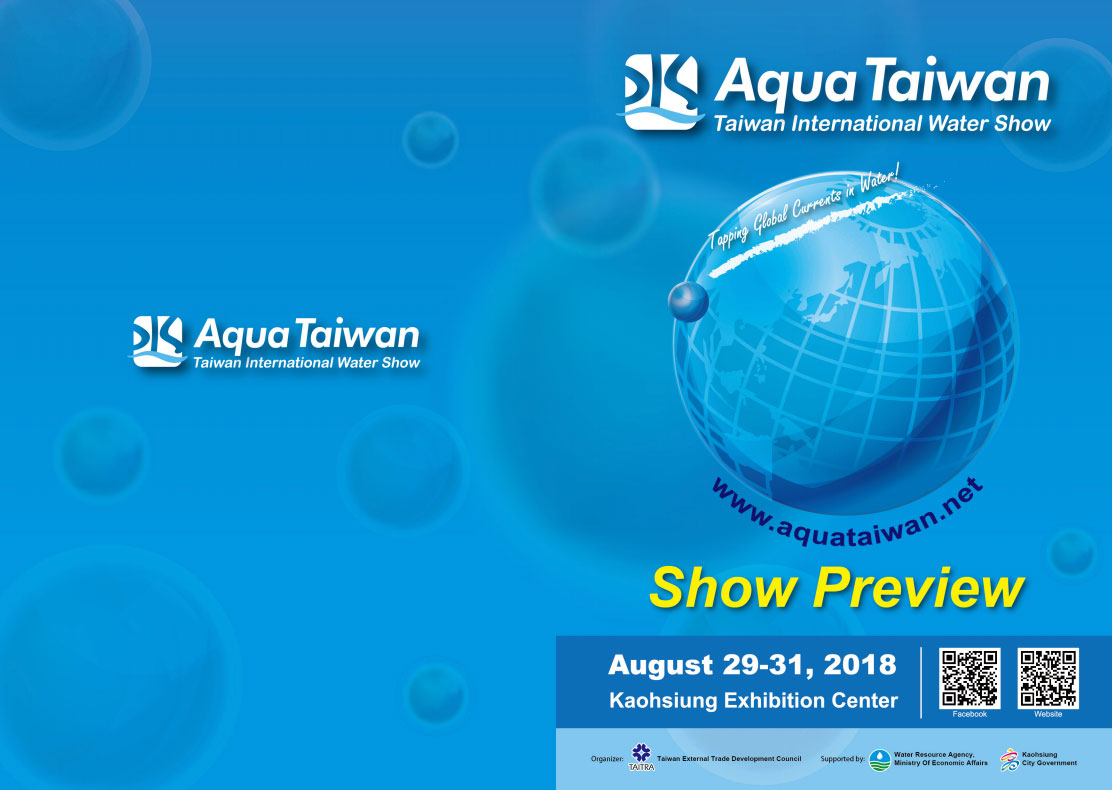 Aqua Taiwan
Taiwan International Water Show
Aqua Taiwan
Taiwan International Water Show
Tapping Global Currents in Water!
www.aquataiwan.net
Show Preview
August 29-31, 2018
Kaohsiung Exhibition Center
Facebook
Website
Organizer:
TAITRA
Taiwan External Trade Development Council
Supported by:
Water Resource Agency,
Ministry Of Economic Affairs
Kaohsiung
City Government